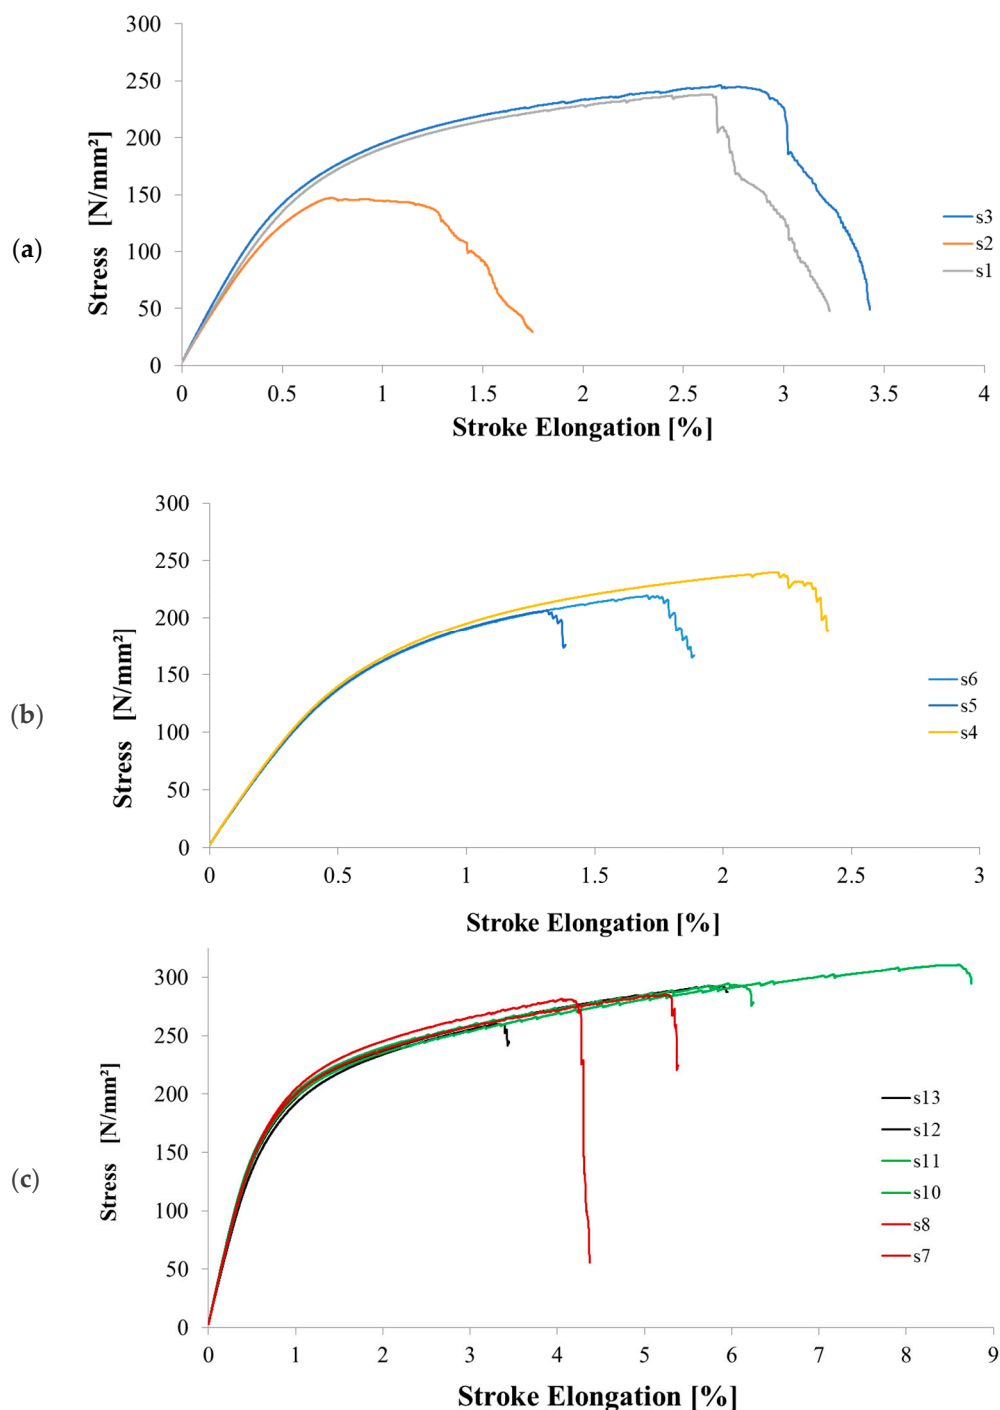 300
250
200
150
100
50
0
Stress [N/mm²]
(a)
s3
s2
s1
0 0.5 1 1.5 2 2.5 3 3.5 4
Stroke Elongation [%]
300
250
200
150
100
50
0
Stress [N/mm²]
(b)
s6
s5
s4
0 0.5 1 1.5 2 2.5 3
Stroke Elongation [%]
300
250
200
150
100
50
0
Stress [N/mm²]
(c)
s13
s12
s11
s10
s8
s7
0 1 2 3 4 5 6 7 8 9
Stroke Elongation [%]